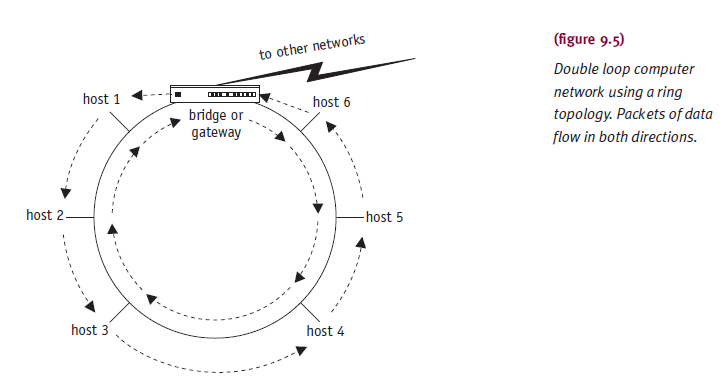 to other networks
host 1
host 6
bridge or
gateway
host 2
host 5
host 3
host 4
(figure 9.5)
Double loop computer
network using a ring
topology. Packets of data
flow in both directions.